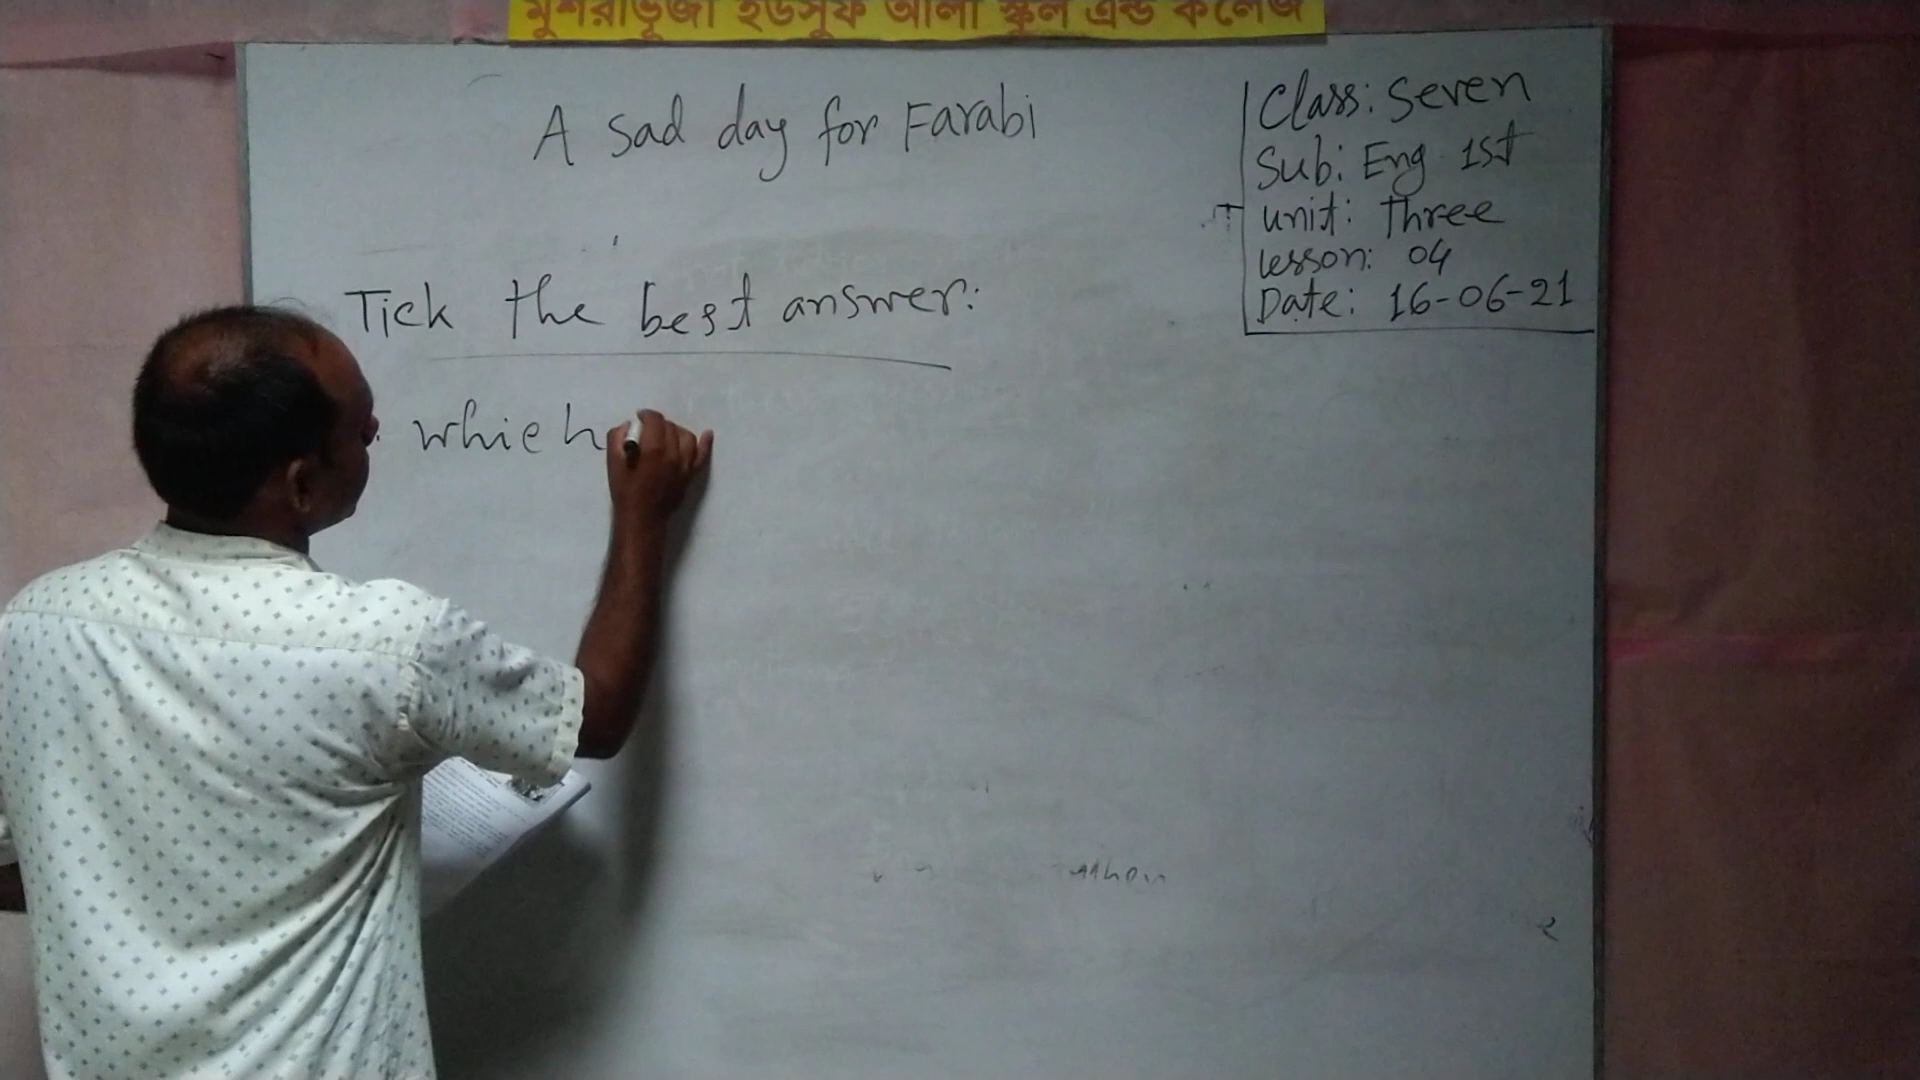 মুশরীভূজা ইউসুফ আলী স্কুল এন্ড কলেজ
A sad day for Farabi
Class: Seven
Sub: Eng 1st
unit: Three
Lesson: 04
Date: 16-06-21
Tick the best answer:
which